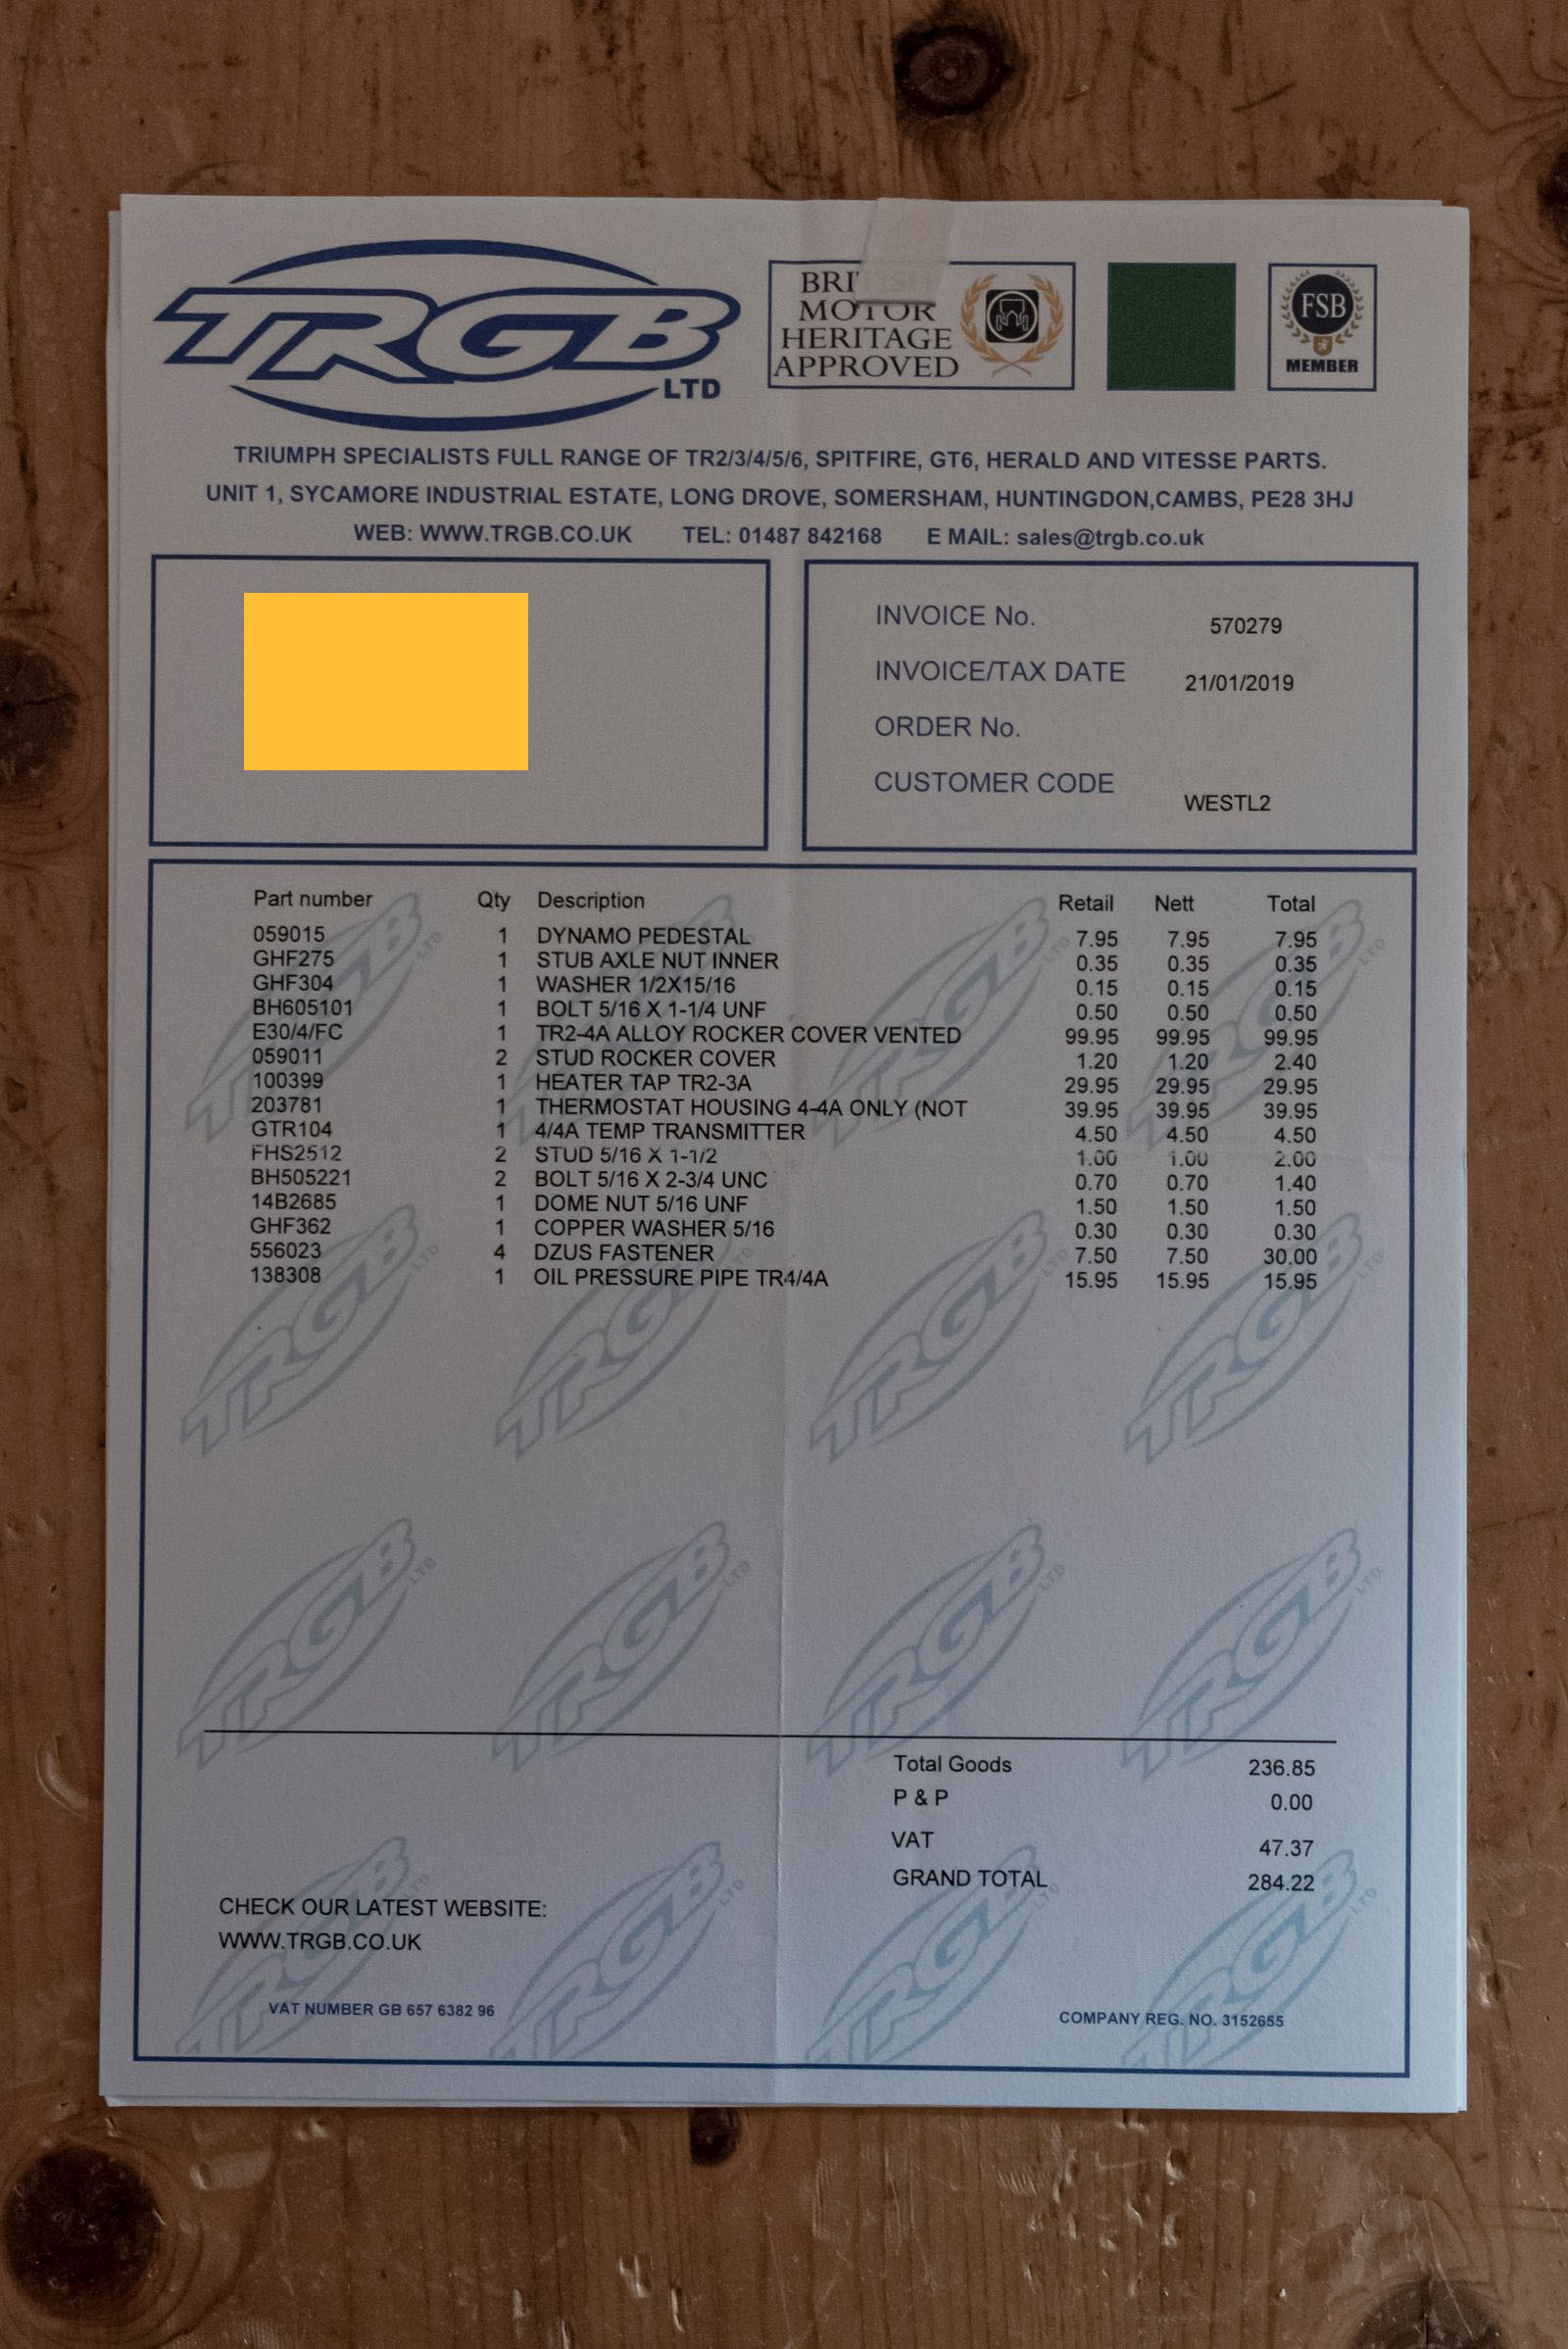 TRGB
LTD
MOTOR
HERITAGE
APPROVED
FSB
MEMBER
TRIUMPH SPECIALISTS FULL RANGE OF TR2/3/4/5/6, SPITFIRE, GT6, HERALD AND VITESSE PARTS.
UNIT 1, SYCAMORE INDUSTRIAL ESTATE, LONG DROVE, SOMERSHAM, HUNTINGDON,CAMBS, PE28 3HJ
WEB: WWW.TRGB.CO.UK TEL: 01487 842168 E MAIL: sales@trgb.co.uk
INVOICE No. 570279
INVOICE/TAX DATE 21/01/2019
ORDER No.
CUSTOMER CODE WESTL2
Part number Qty Description Retail Nett Total
059015 1 DYNAMO PEDESTAL 7.95 7.95 7.95
GHF275 1 STUB AXLE NUT INNER 0.35 0.35 0.35
GHF304 1 WASHER 1/2X15/16 0.15 0.15 0.15
BH605101 1 BOLT 5/16 X 1-1/4 UNF 0.50 0.50 0.50
E30/4/FC 1 TR2-4A ALLOY ROCKER COVER VENTED 99.95 99.95 99.95
059011 2 STUD ROCKER COVER 1.20 1.20 2.40
100399 1 HEATER TAP TR2-3A 29.95 29.95 29.95
203781 1 THERMOSTAT HOUSING 4-4A ONLY (NOT 39.95 39.95 39.95
GTR104 1 4/4A TEMP TRANSMITTER 4.50 4.50 4.50
FHS2512 2 STUD 5/16 X 1-1/2 1.00 1.00 2.00
BH505221 2 BOLT 5/16 X 2-3/4 UNC 0.70 0.70 1.40
14B2685 1 DOME NUT 5/16 UNF 1.50 1.50 1.50
GHF362 1 COPPER WASHER 5/16 0.30 0.30 0.30
556023 4 DZUS FASTENER 7.50 7.50 30.00
138308 1 OIL PRESSURE PIPE TR4/4A 15.95 15.95 15.95
Total Goods 236.85
P & P 0.00
VAT 47.37
GRAND TOTAL 284.22
CHECK OUR LATEST WEBSITE:
WWW.TRGB.CO.UK
VAT NUMBER GB 657 6382 96
COMPANY REG. NO. 3152655